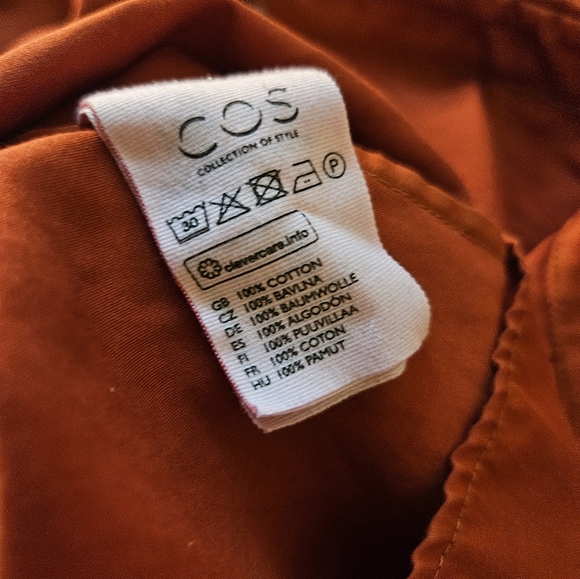 COS
COLLECTION OF STYLE
30 P
clevercare.info
GB 100% COTTON
CZ 100% BAVLNA
DE 100% BAUMWOLLE
ES 100% ALGODÓN
FI 100% PUUVILLAA
FR 100% COTON
HU 100% PAMUT